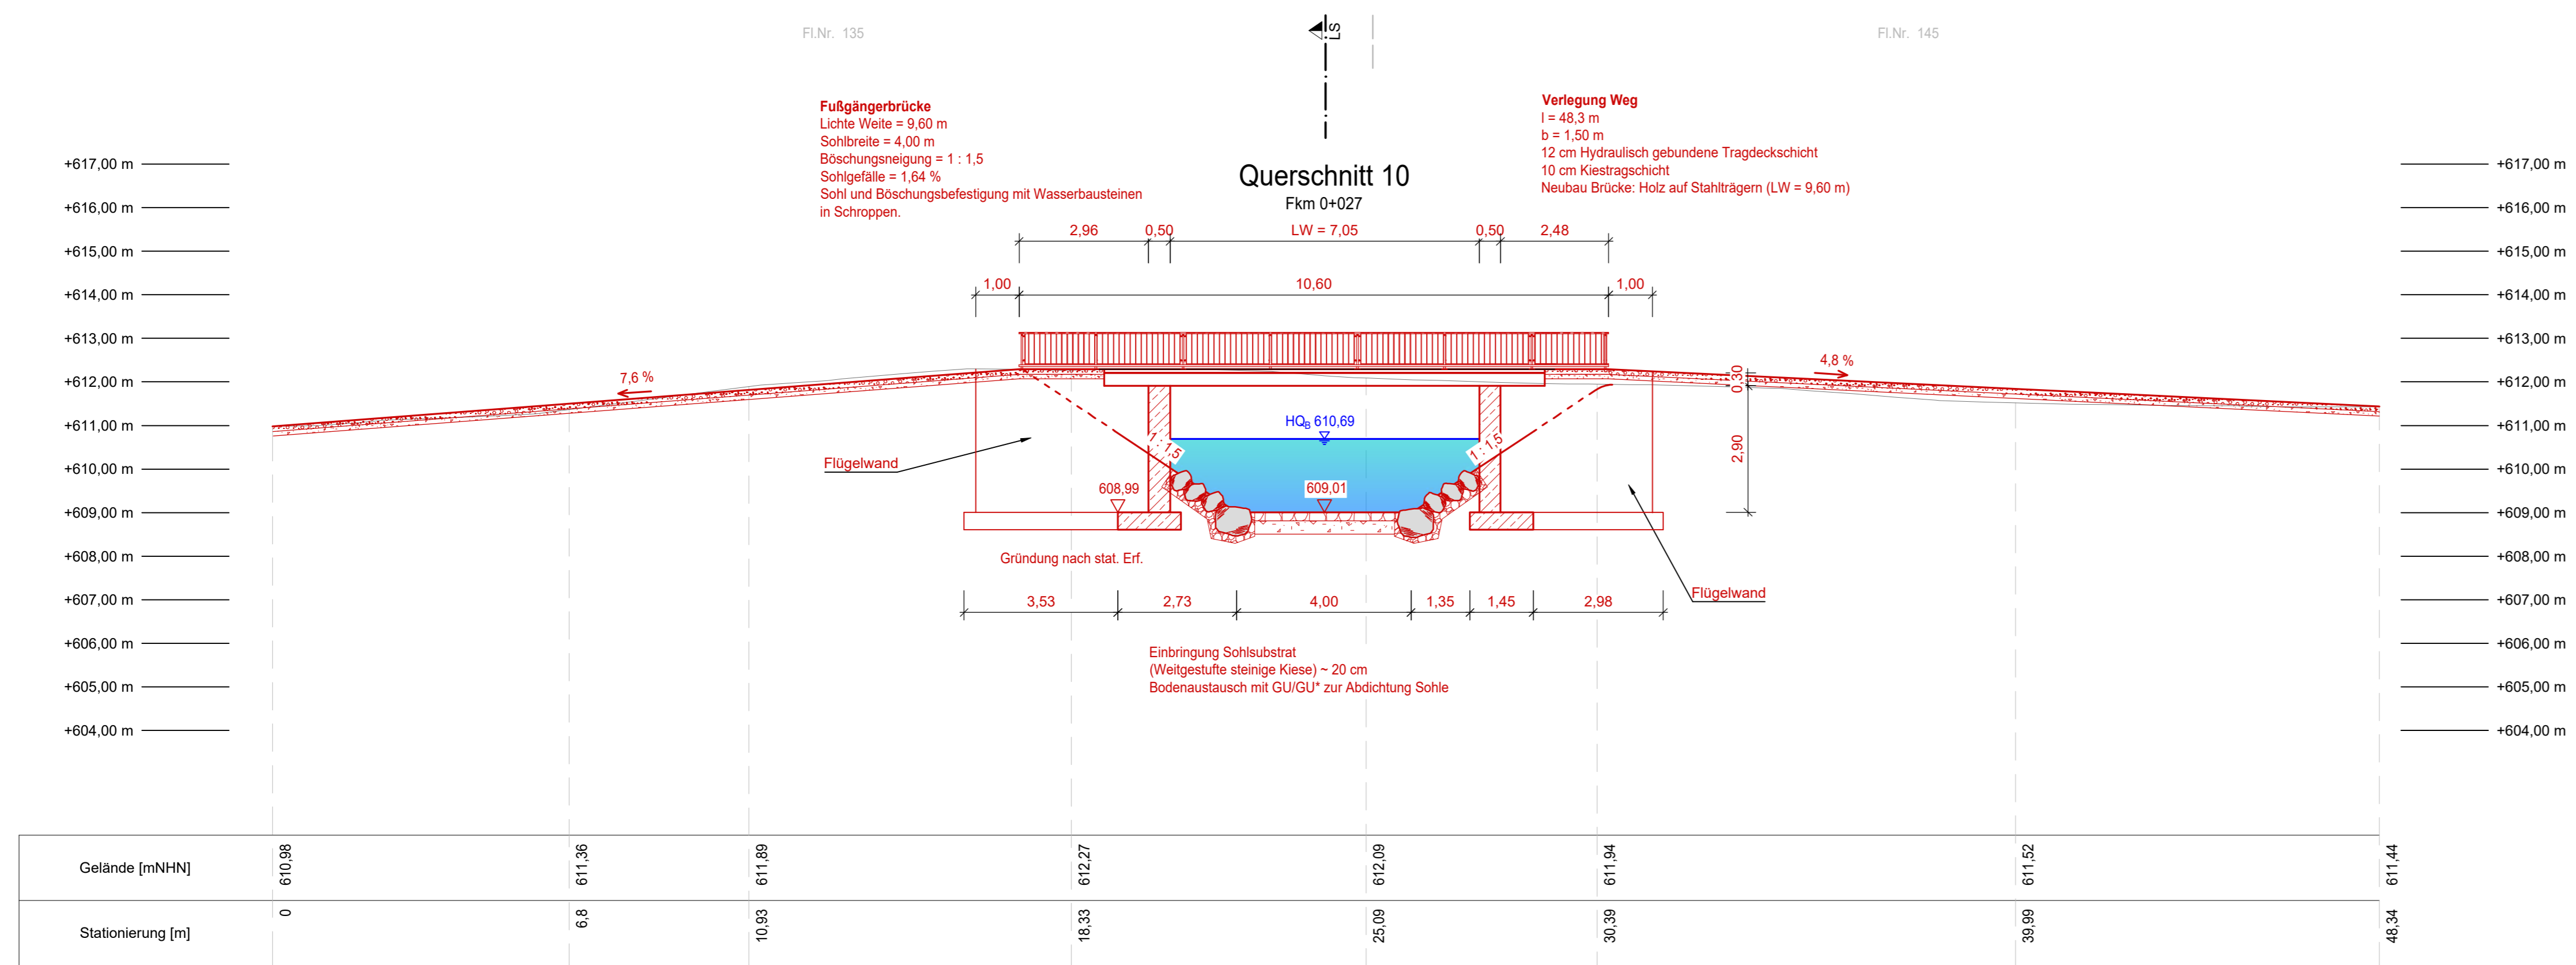 Fl.Nr. 135
LS
Fl.Nr. 145
Fußgängerbrücke
Lichte Weite = 9,60 m
Sohlbreite = 4,00 m
Böschungsneigung = 1 : 1,5
Sohlgefälle = 1,64 %
Sohl und Böschungsbefestigung mit Wasserbausteinen
in Schroppen.
Querschnitt 10
Fkm 0+027
Verlegung Weg
l = 48,3 m
b = 1,50 m
12 cm Hydraulisch gebundene Tragdeckschicht
10 cm Kiestragschicht
Neubau Brücke: Holz auf Stahlträgern (LW = 9,60 m)
+617,00 m
+616,00 m
+615,00 m
+614,00 m
+613,00 m
+612,00 m
+611,00 m
+610,00 m
+609,00 m
+608,00 m
+607,00 m
+606,00 m
+605,00 m
+604,00 m
2,96 0,50 LW = 7,05 0,50 2,48
1,00 10,60 1,00
7,6 %
4,8 %
0,30
2,90
HQB 610,69
1 : 1,5
1 : 1,5
Flügelwand
608,99
609,01
Gründung nach stat. Erf.
Flügelwand
3,53 2,73 4,00 1,35 1,45 2,98
Einbringung Sohlsubstrat
(Weitgestufte steinige Kiese) ~ 20 cm
Bodenaustausch mit GU/GU* zur Abdichtung Sohle
+617,00 m
+616,00 m
+615,00 m
+614,00 m
+613,00 m
+612,00 m
+611,00 m
+610,00 m
+609,00 m
+608,00 m
+607,00 m
+606,00 m
+605,00 m
+604,00 m
Gelände [mNHN] 610,98 611,36 611,89 612,27 612,09 611,94 611,52 611,44
Stationierung [m] 0 6,8 10,93 18,33 25,09 30,39 39,99 48,34